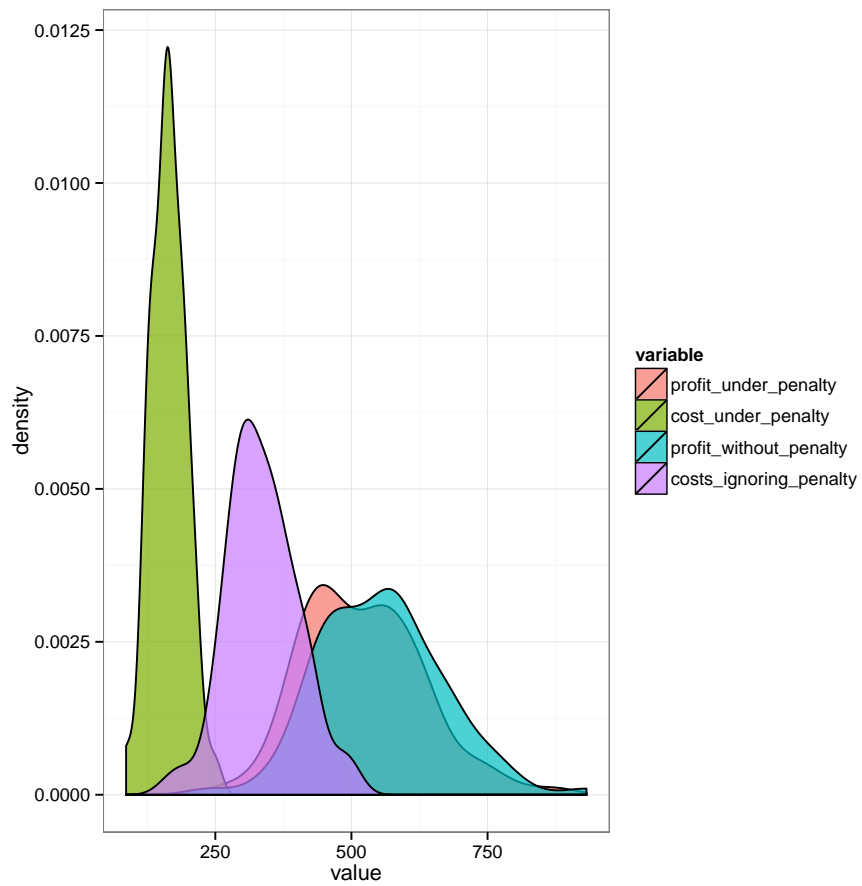 0.0125
0.0100
0.0075
0.0050
0.0025
0.0000
density
250
500
750
value
variable
profit_under_penalty
cost_under_penalty
profit_without_penalty
costs_ignoring_penalty